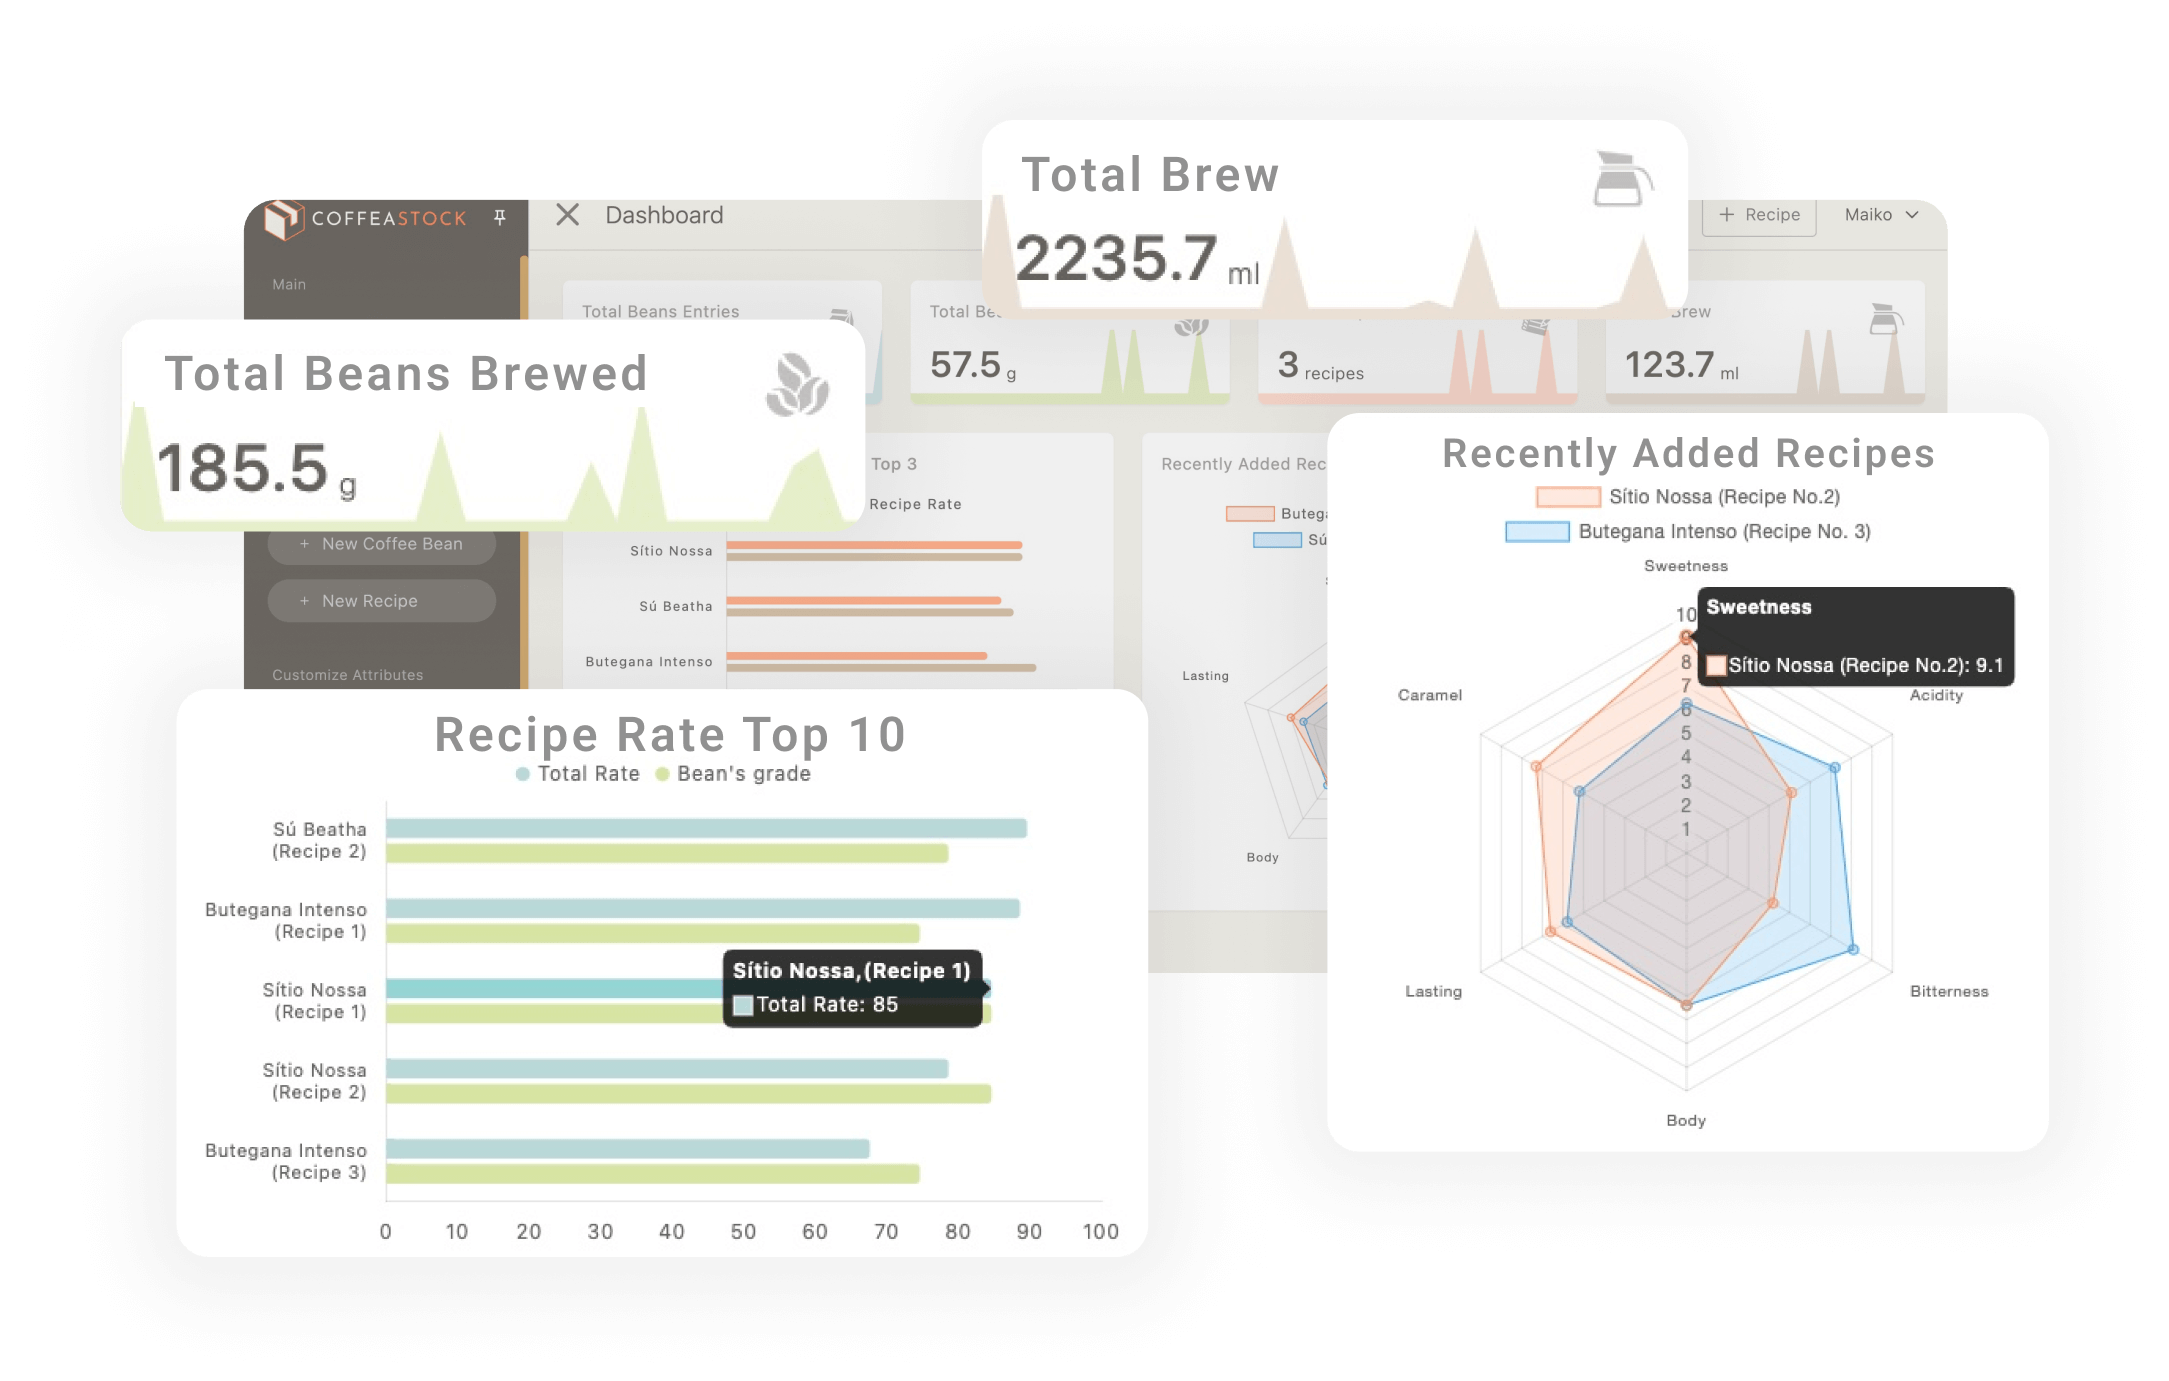 Total Brew
2235.7 ml
COFFEASTOCK
Dashboard
+ Recipe
Maiko
Main
Total Beans Entries
Total
57.5 g
3 recipes
Brew
123.7 ml
Total Beans Brewed
185.5 g
+ New Coffee Bean
+ New Recipe
Customize Attributes
Top 3
Recipe Rate
Sítio Nossa
Sú Beatha
Butegana Intenso
Recently Added
Sú
Lasting
Body
Recently Added Recipes
Sítio Nossa (Recipe No.2)
Butegana Intenso (Recipe No. 3)
Sweetness
10
Sweetness
9
Sítio Nossa (Recipe No.2): 9.1
8
7
6
5
4
3
2
1
Caramel
Acidity
Lasting
Bitterness
Body
Recipe Rate Top 10
Total Rate
Bean's grade
Sú Beatha
(Recipe 2)
Butegana Intenso
(Recipe 1)
Sítio Nossa
(Recipe 1)
Sítio Nossa,(Recipe 1)
Total Rate: 85
Sítio Nossa
(Recipe 2)
Butegana Intenso
(Recipe 3)
0 10 20 30 40 50 60 70 80 90 100